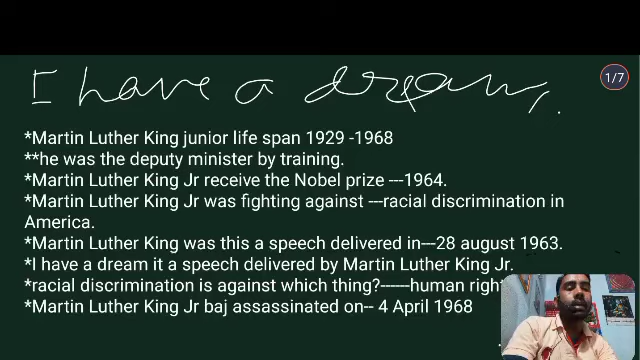 I have a dream.
1/7
*Martin Luther King junior life span 1929 -1968
**he was the deputy minister by training.
*Martin Luther King Jr receive the Nobel prize ---1964.
*Martin Luther King Jr was fighting against ---racial discrimination in
America.
*Martin Luther King was this a speech delivered in---28 august 1963.
*I have a dream it a speech delivered by Martin Luther King Jr.
*racial discrimination is against which thing?------human right
*Martin Luther King Jr baj assassinated on-- 4 April 1968